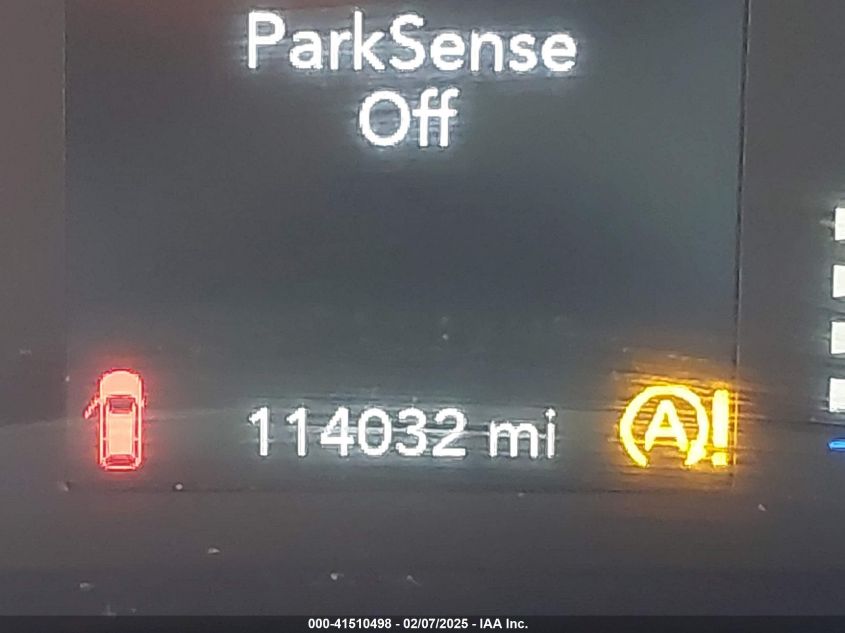 ParkSense
Off
114032 mi
A!
000-41510498 - 02/07/2025 - IAA Inc.